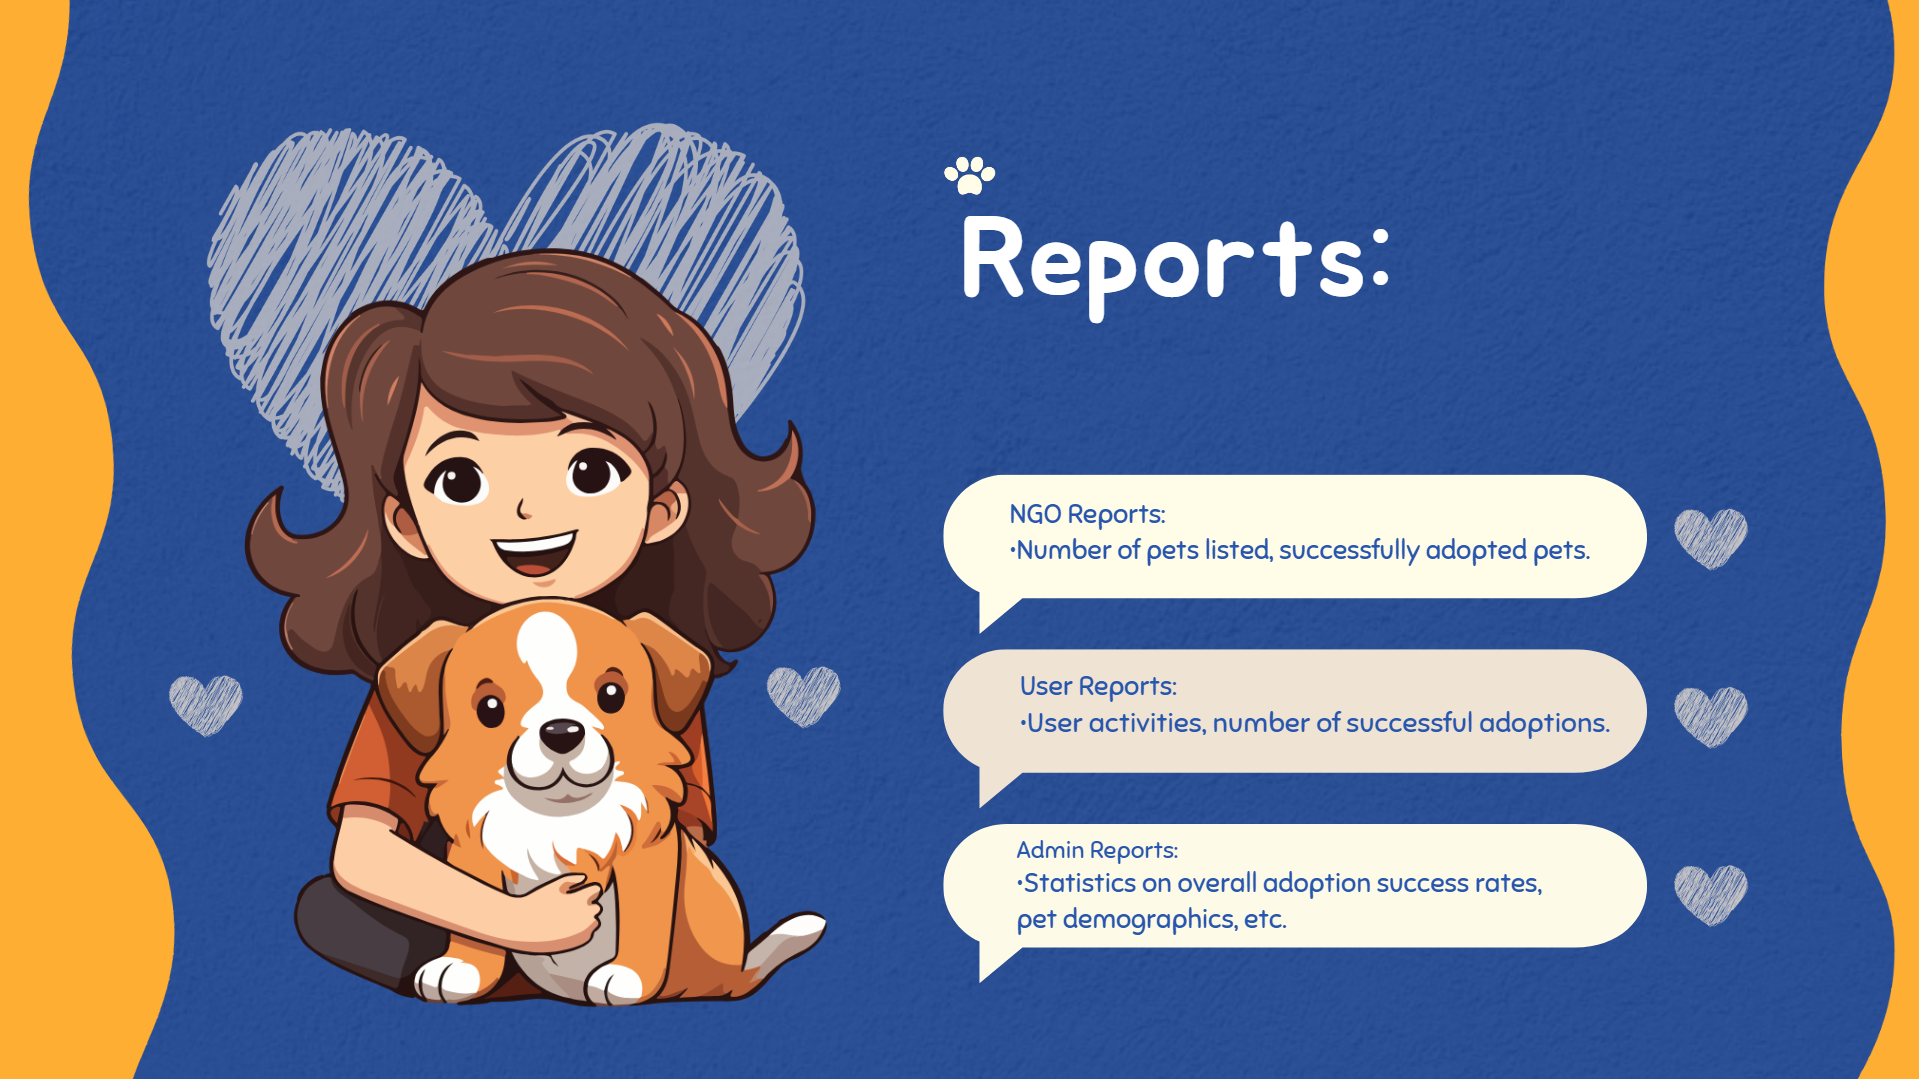 Reports:
NGO Reports:
•Number of pets listed, successfully adopted pets.
User Reports:
•User activities, number of successful adoptions.
Admin Reports:
•Statistics on overall adoption success rates,
pet demographics, etc.